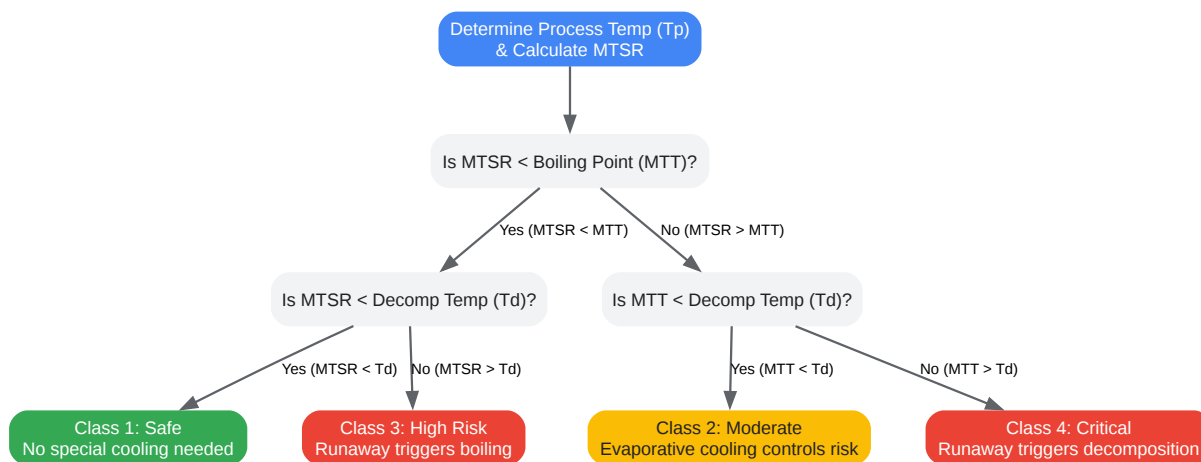 Determine Process Temp (Tp)
& Calculate MTSR
Is MTSR < Boiling Point (MTT)?
Yes (MTSR < MTT)
No (MTSR > MTT)
Is MTSR < Decomp Temp (Td)?
Is MTT < Decomp Temp (Td)?
Yes (MTSR < Td)
No (MTSR > Td)
Yes (MTT < Td)
No (MTT > Td)
Class 1: Safe
No special cooling needed
Class 3: High Risk
Runaway triggers boiling
Class 2: Moderate
Evaporative cooling controls risk
Class 4: Critical
Runaway triggers decomposition